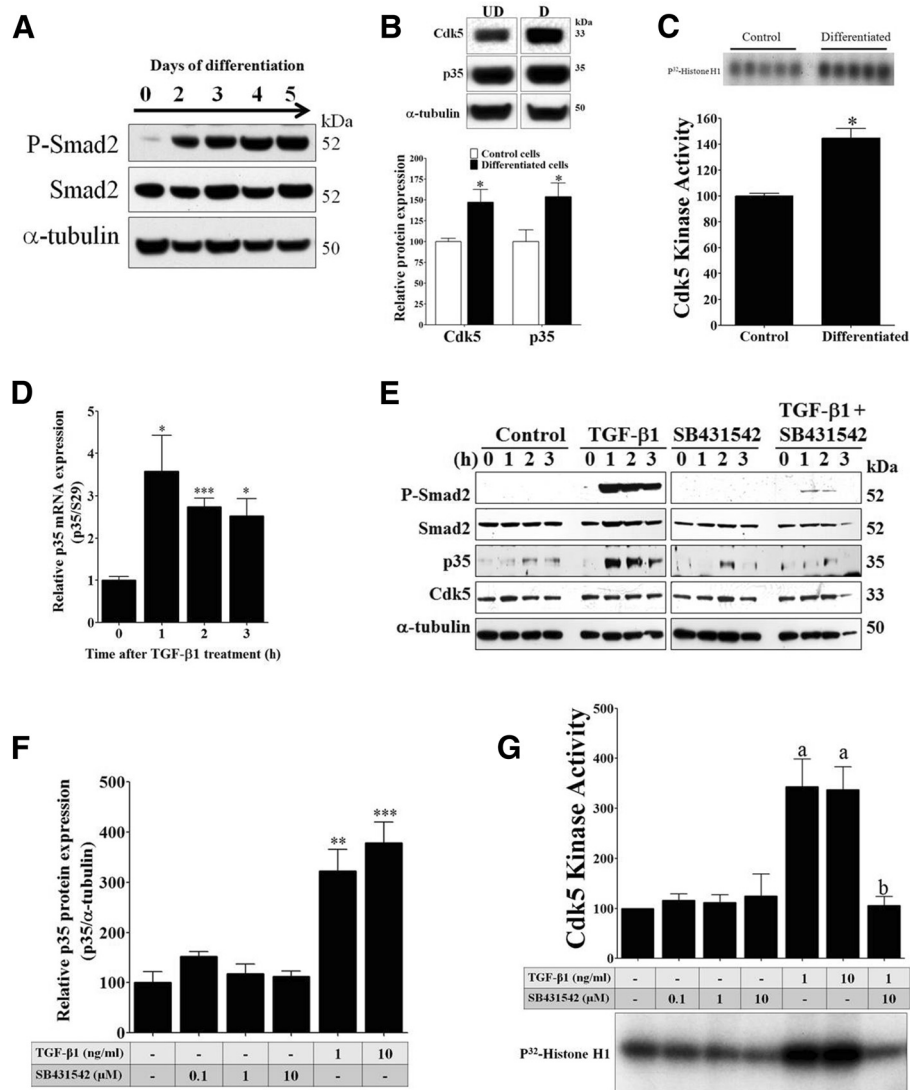 A
Days of differentiation
0 2 3 4 5
kDa
P-Smad2 52
Smad2 52
α-tubulin 50
B
UD D
kDa
Cdk5 33
p35 35
α-tubulin 50
Control cells
Differentiated cells
Relative protein expression
200
175
150
125
100
75
50
25
0
* *
Cdk5 p35
C
Control Differentiated
P32-Histone H1
Cdk5 Kinase Activity
160
140
120
100
80
60
40
20
0
*
Control Differentiated
D
Relative p35 mRNA expression
(p35/S29)
5
4
3
2
1
0
* *** *
0 1 2 3
Time after TGF-β1 treatment (h)
E
Control TGF-β1 SB431542 TGF-β1 +
SB431542
(h) 0 1 2 3 0 1 2 3 0 1 2 3 0 1 2 3
kDa
P-Smad2 52
Smad2 52
p35 35
Cdk5 33
α-tubulin 50
F
Relative p35 protein expression
(p35/α-tubulin)
500
400
300
200
100
0
** ***
TGF-β1 (ng/ml) - - - - 1 10
SB431542 (µM) - 0.1 1 10 - -
G
Cdk5 Kinase Activity
500
400
300
200
100
0
a a b
TGF-β1 (ng/ml) - - - - 1 10 1
SB431542 (µM) - 0.1 1 10 - - 10
P32-Histone H1